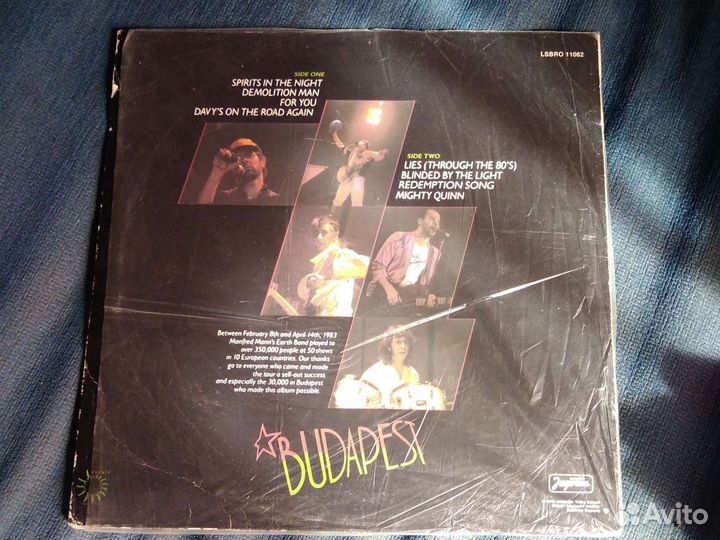 LSBRO 11062
SIDE ONE
SPIRITS IN THE NIGHT
DEMOLITION MAN
FOR YOU
DAVY'S ON THE ROAD AGAIN
SIDE TWO
LIES (THROUGH THE 80'S)
BLINDED BY THE LIGHT
REDEMPTION SONG
MIGHTY QUINN
Between February 8th and April 14th, 1983
Manfred Mann's Earth Band played to
over 350,000 people at 50 shows
in 10 European countries. Our thanks
go to everyone who came and made
the tour a sell-out success
and especially the 30,000 in Budapest
who made this album possible.
BUDAPEST
Jugoton
Avito